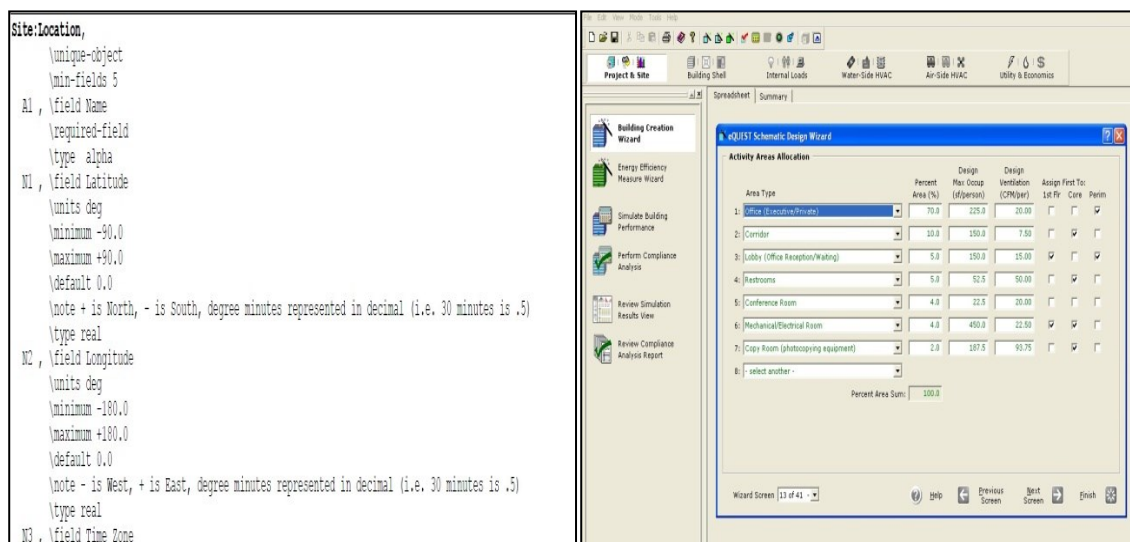 Site:Location,
\unique-object
\min-fields 5
A1 , \field Name
\required-field
\type alpha
N1 , \field Latitude
\units deg
\minimum -90.0
\maximum +90.0
\default 0.0
\note + is North, - is South, degree minutes represented in decimal (i.e. 30 minutes is .5)
\type real
N2 , \field Longitude
\units deg
\minimum -180.0
\maximum +180.0
\default 0.0
\note - is West, + is East, degree minutes represented in decimal (i.e. 30 minutes is .5)
\type real
N3 , \field Time Zone
File Edit View Mode Tools Help
Project & Site Building Shell Internal Loads Water-Side HVAC Air-Side HVAC Utility & Economics
Spreadsheet Summary
Building Creation
Wizard
Energy Efficiency
Measure Wizard
Simulate Building
Performance
Perform Compliance
Analysis
Review Simulation
Results View
Review Compliance
Analysis Report
eQUEST Schematic Design Wizard
Activity Areas Allocation
Area Type
Percent
Area (%)
Design
Max Occup
(sf/person)
Design
Ventilation
(CFM/per)
Assign First To:
1st Flr Core Perim
1: Office (Executive/Private) 70.0 225.0 20.00
2: Corridor 10.0 150.0 7.50
3: Lobby (Office Reception/Waiting) 5.0 150.0 15.00
4: Restrooms 5.0 52.5 50.00
5: Conference Room 4.0 22.5 20.00
6: Mechanical/Electrical Room 4.0 450.0 22.50
7: Copy Room (photocopying equipment) 2.0 187.5 93.75
8: - select another -
Percent Area Sum: 100.0
Wizard Screen 13 of 41 Help Previous Screen Next Screen Finish